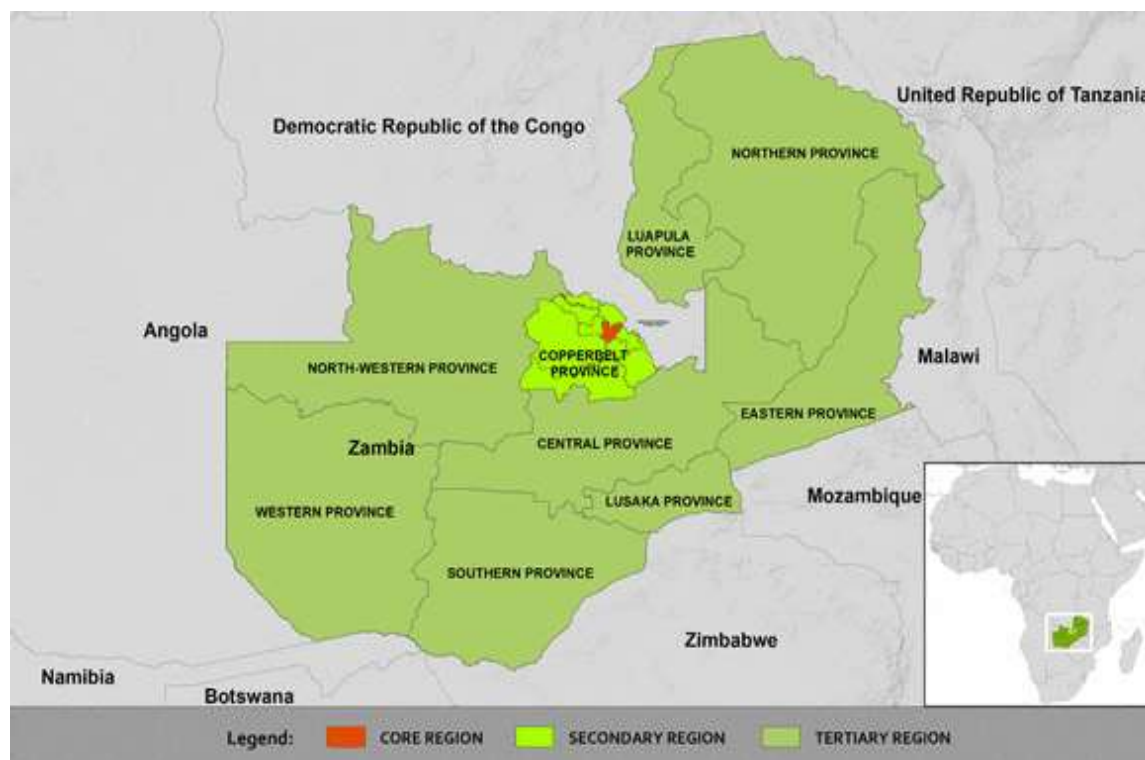 United Republic of Tanzania
Democratic Republic of the Congo
NORTHERN PROVINCE
LUAPULA
PROVINCE
Angola
COPPERBELT
PROVINCE
Malawi
NORTH-WESTERN PROVINCE
EASTERN PROVINCE
Zambia
CENTRAL PROVINCE
Mozambique
LUSAKA PROVINCE
WESTERN PROVINCE
SOUTHERN PROVINCE
Zimbabwe
Namibia
Botswana
Legend:
CORE REGION
SECONDARY REGION
TERTIARY REGION